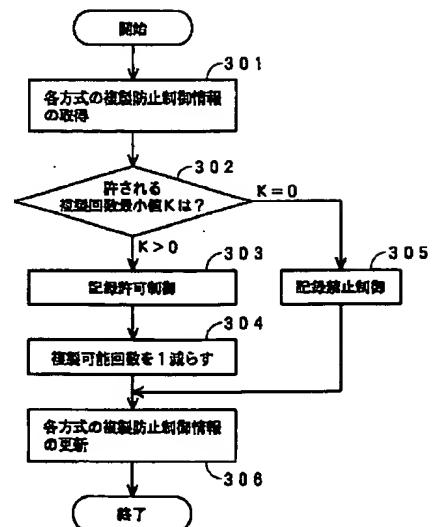 開始
301
各方式の複製防止制御情報
の取得
302
許される
複製回数最小値Kは?
K=0
K>0
303
記録許可制御
305
記録禁止制御
304
複製可能回数を1減らす
各方式の複製防止制御情報
の更新
306
終了